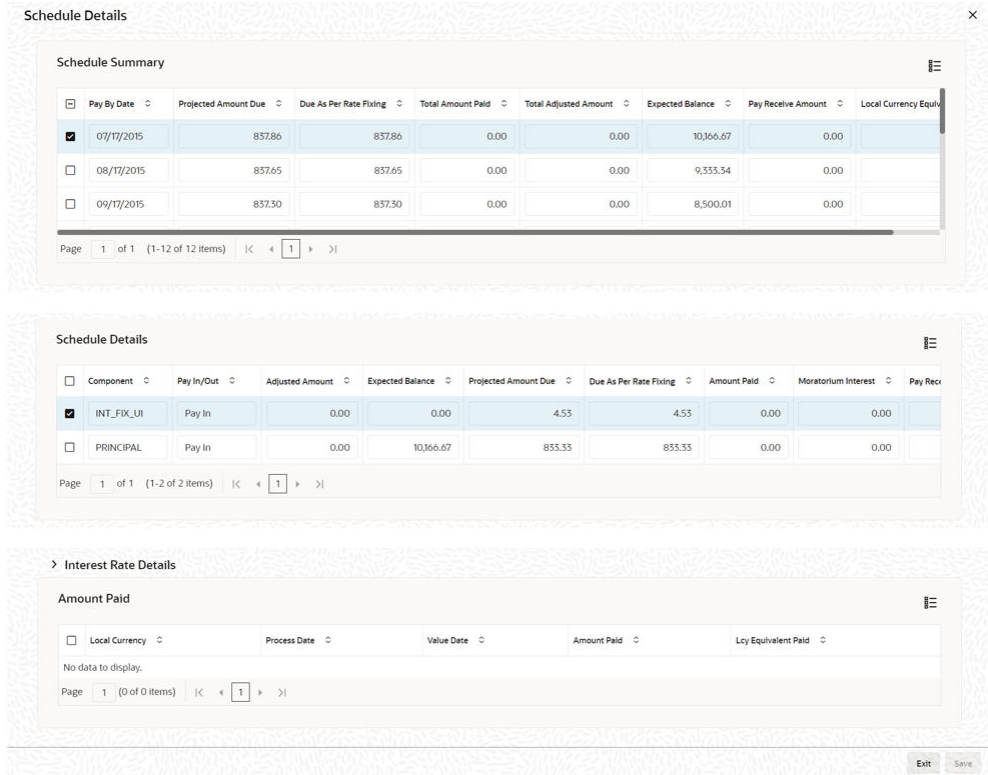 Schedule Details
Schedule Summary
Pay By Date Projected Amount Due Due As Per Rate Fixing Total Amount Paid Total Adjusted Amount Expected Balance Pay Receive Amount Local Currency Equiv
07/17/2015 837.86 837.86 0.00 0.00 10,166.67 0.00
08/17/2015 837.65 837.65 0.00 0.00 9,333.34 0.00
09/17/2015 837.30 837.30 0.00 0.00 8,500.01 0.00
Page 1 of 1 (1-12 of 12 items) 1
Schedule Details
Component Pay In/Out Adjusted Amount Expected Balance Projected Amount Due Due As Per Rate Fixing Amount Paid Moratorium Interest Pay Rece
INT_FIX_UI Pay In 0.00 0.00 4.53 4.53 0.00 0.00
PRINCIPAL Pay In 0.00 10,166.67 833.33 833.33 0.00 0.00
Page 1 of 1 (1-2 of 2 items) 1
Interest Rate Details
Amount Paid
Local Currency Process Date Value Date Amount Paid Lcy Equivalent Paid
No data to display.
Page 1 (0 of 0 items) 1
Exit Save